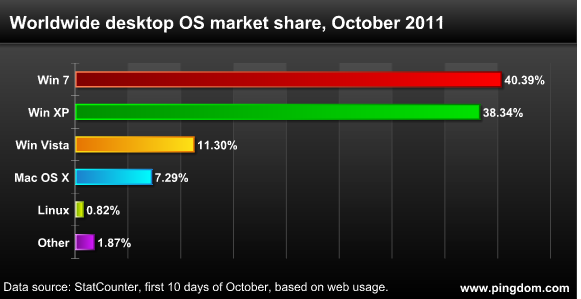 Worldwide desktop OS market share, October 2011
Win 7 40.39%
Win XP 38.34%
Win Vista 11.30%
Mac OS X 7.29%
Linux 0.82%
Other 1.87%
Data source: StatCounter, first 10 days of October, based on web usage. www.pingdom.com